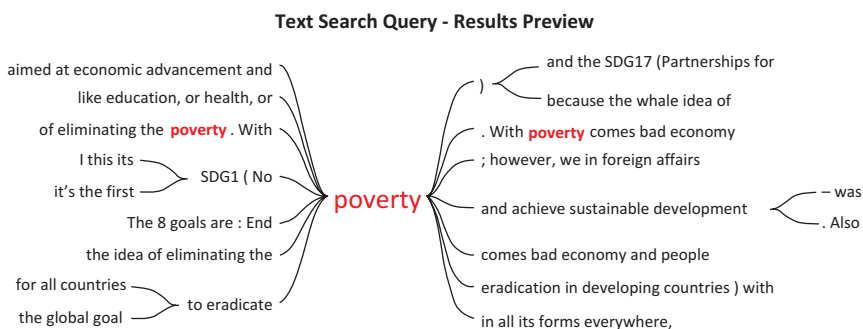 Text Search Query - Results Preview
aimed at economic advancement and
like education, or health, or
of eliminating the poverty . With
I this its
it's the first
SDG1 ( No
The 8 goals are : End
the idea of eliminating the
for all countries
the global goal
to eradicate
poverty
)
and the SDG17 (Partnerships for
because the whole idea of
. With poverty comes bad economy
; however, we in foreign affairs
and achieve sustainable development
– was
. Also
comes bad economy and people
eradication in developing countries ) with
in all its forms everywhere,